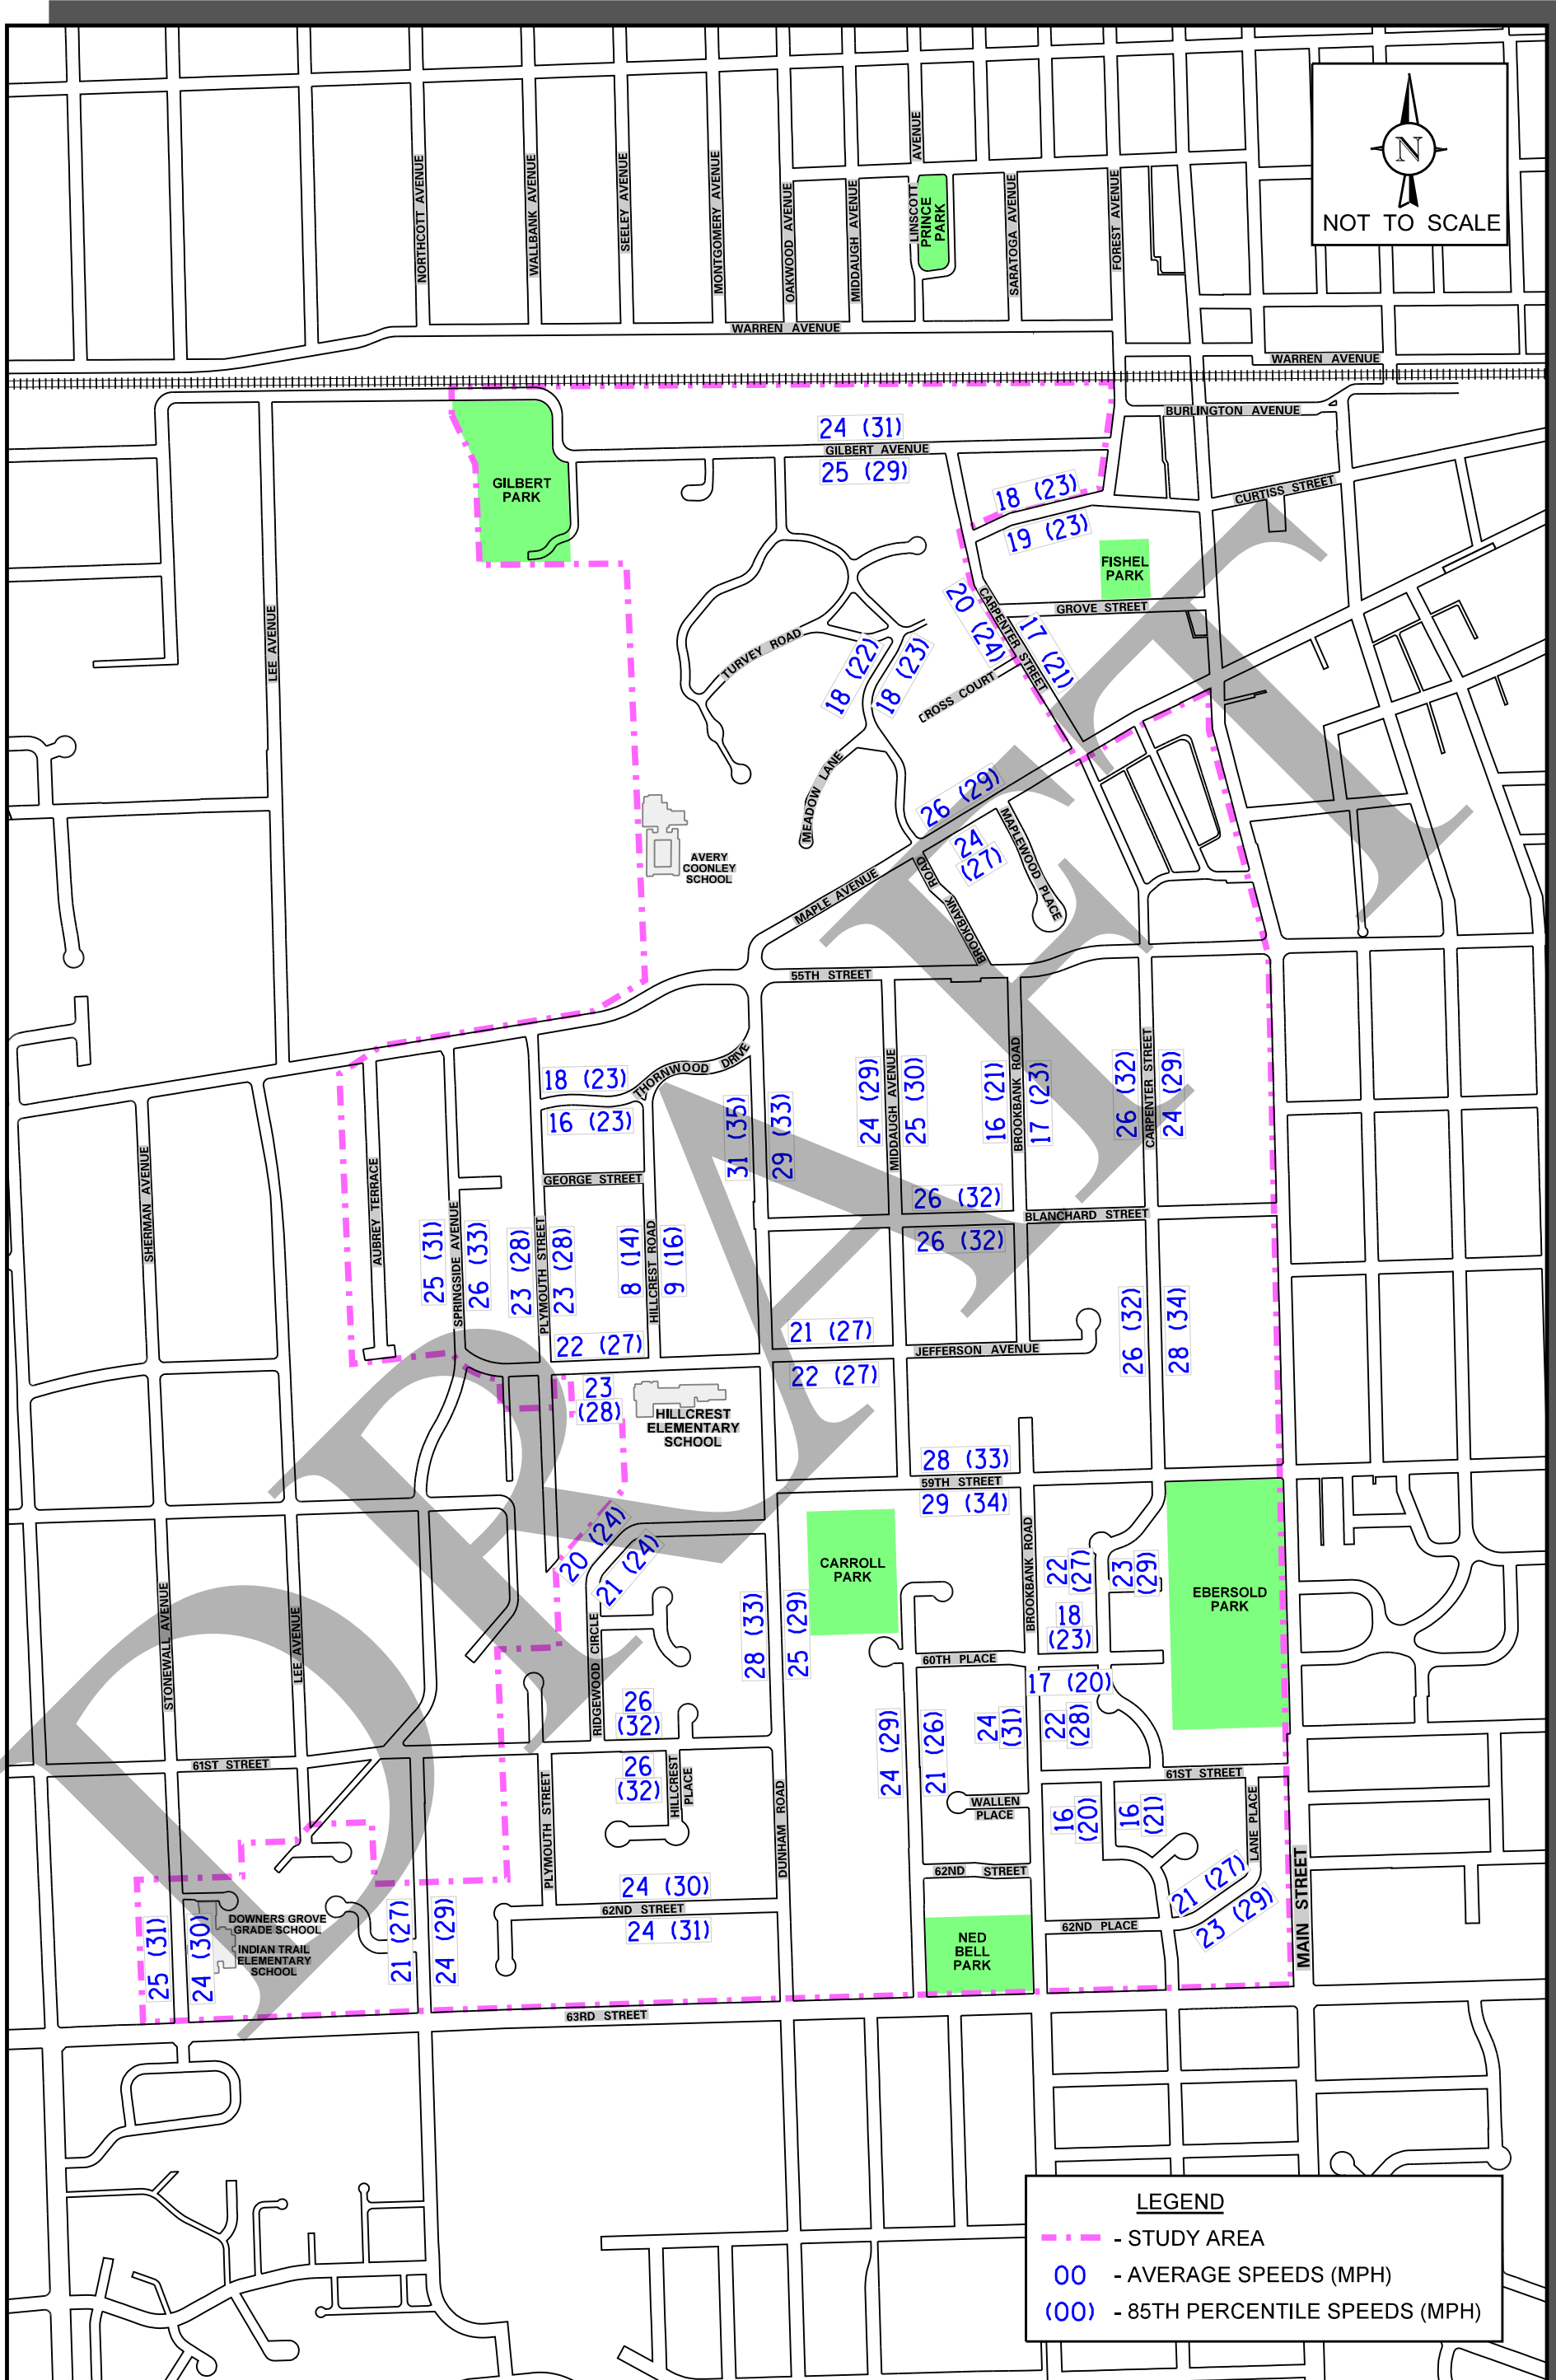 AVENUE
NORTHCOTT AVENUE
WALLBANK AVENUE
SEELEY AVENUE
MONTGOMERY AVENUE
OAKWOOD AVENUE
MIDDAUGH AVENUE
LINSCOTT
PRINCE
PARK
SARATOGA AVENUE
FOREST AVENUE
N
NOT TO SCALE
WARREN AVENUE
WARREN AVENUE
BURLINGTON AVENUE
24 (31)
GILBERT AVENUE
25 (29)
GILBERT
PARK
18 (23)
CURTISS STREET
19 (23)
FISHEL
PARK
GROVE STREET
LEE AVENUE
20 (24)
CARPENTER STREET
17 (21)
TURVEY ROAD
18 (22)
18 (23)
CROSS COURT
MEADOW LANE
26 (29)
24
(27)
MAPLEWOOD PLACE
AVERY
COONLEY
SCHOOL
MAPLE AVENUE
BROOKBANK
ROAD
55TH STREET
THORNWOOD DRIVE
18 (23)
16 (23)
31 (35)
29 (33)
24 (29)
MIDDAUGH AVENUE
25 (30)
16 (21)
BROOKBANK ROAD
17 (23)
26 (32)
CARPENTER STREET
24 (29)
SHERMAN AVENUE
AUBREY TERRACE
GEORGE STREET
26 (32)
BLANCHARD STREET
26 (32)
25 (31)
SPRINGSIDE AVENUE
26 (33)
23 (28)
PLYMOUTH STREET
23 (28)
8 (14)
HILLCREST ROAD
9 (16)
22 (27)
21 (27)
JEFFERSON AVENUE
22 (27)
26 (32)
28 (34)
23
(28)
HILLCREST
ELEMENTARY
SCHOOL
28 (33)
59TH STREET
29 (34)
20 (24)
21 (24)
CARROLL
PARK
BROOKBANK ROAD
22
(27)
23
(29)
EBERSOLD
PARK
18
(23)
STONEWALL AVENUE
LEE AVENUE
RIDGEWOOD CIRCLE
28 (33)
25 (29)
60TH PLACE
17 (20)
26
(32)
24 (29)
21 (26)
24
(31)
22
(28)
61ST STREET
26
(32)
HILLCREST
PLACE
61ST STREET
PLYMOUTH STREET
DUNHAM ROAD
WALLEN
PLACE
16
(20)
16
(21)
LANE PLACE
62ND STREET
21 (27)
23 (29)
MAIN STREET
24 (30)
62ND STREET
24 (31)
62ND PLACE
NED
BELL
PARK
DOWNERS GROVE
GRADE SCHOOL
INDIAN TRAIL
ELEMENTARY
SCHOOL
25 (31)
24 (30)
21 (27)
24 (29)
63RD STREET
DRAFT
LEGEND
- STUDY AREA
00 - AVERAGE SPEEDS (MPH)
(00) - 85TH PERCENTILE SPEEDS (MPH)